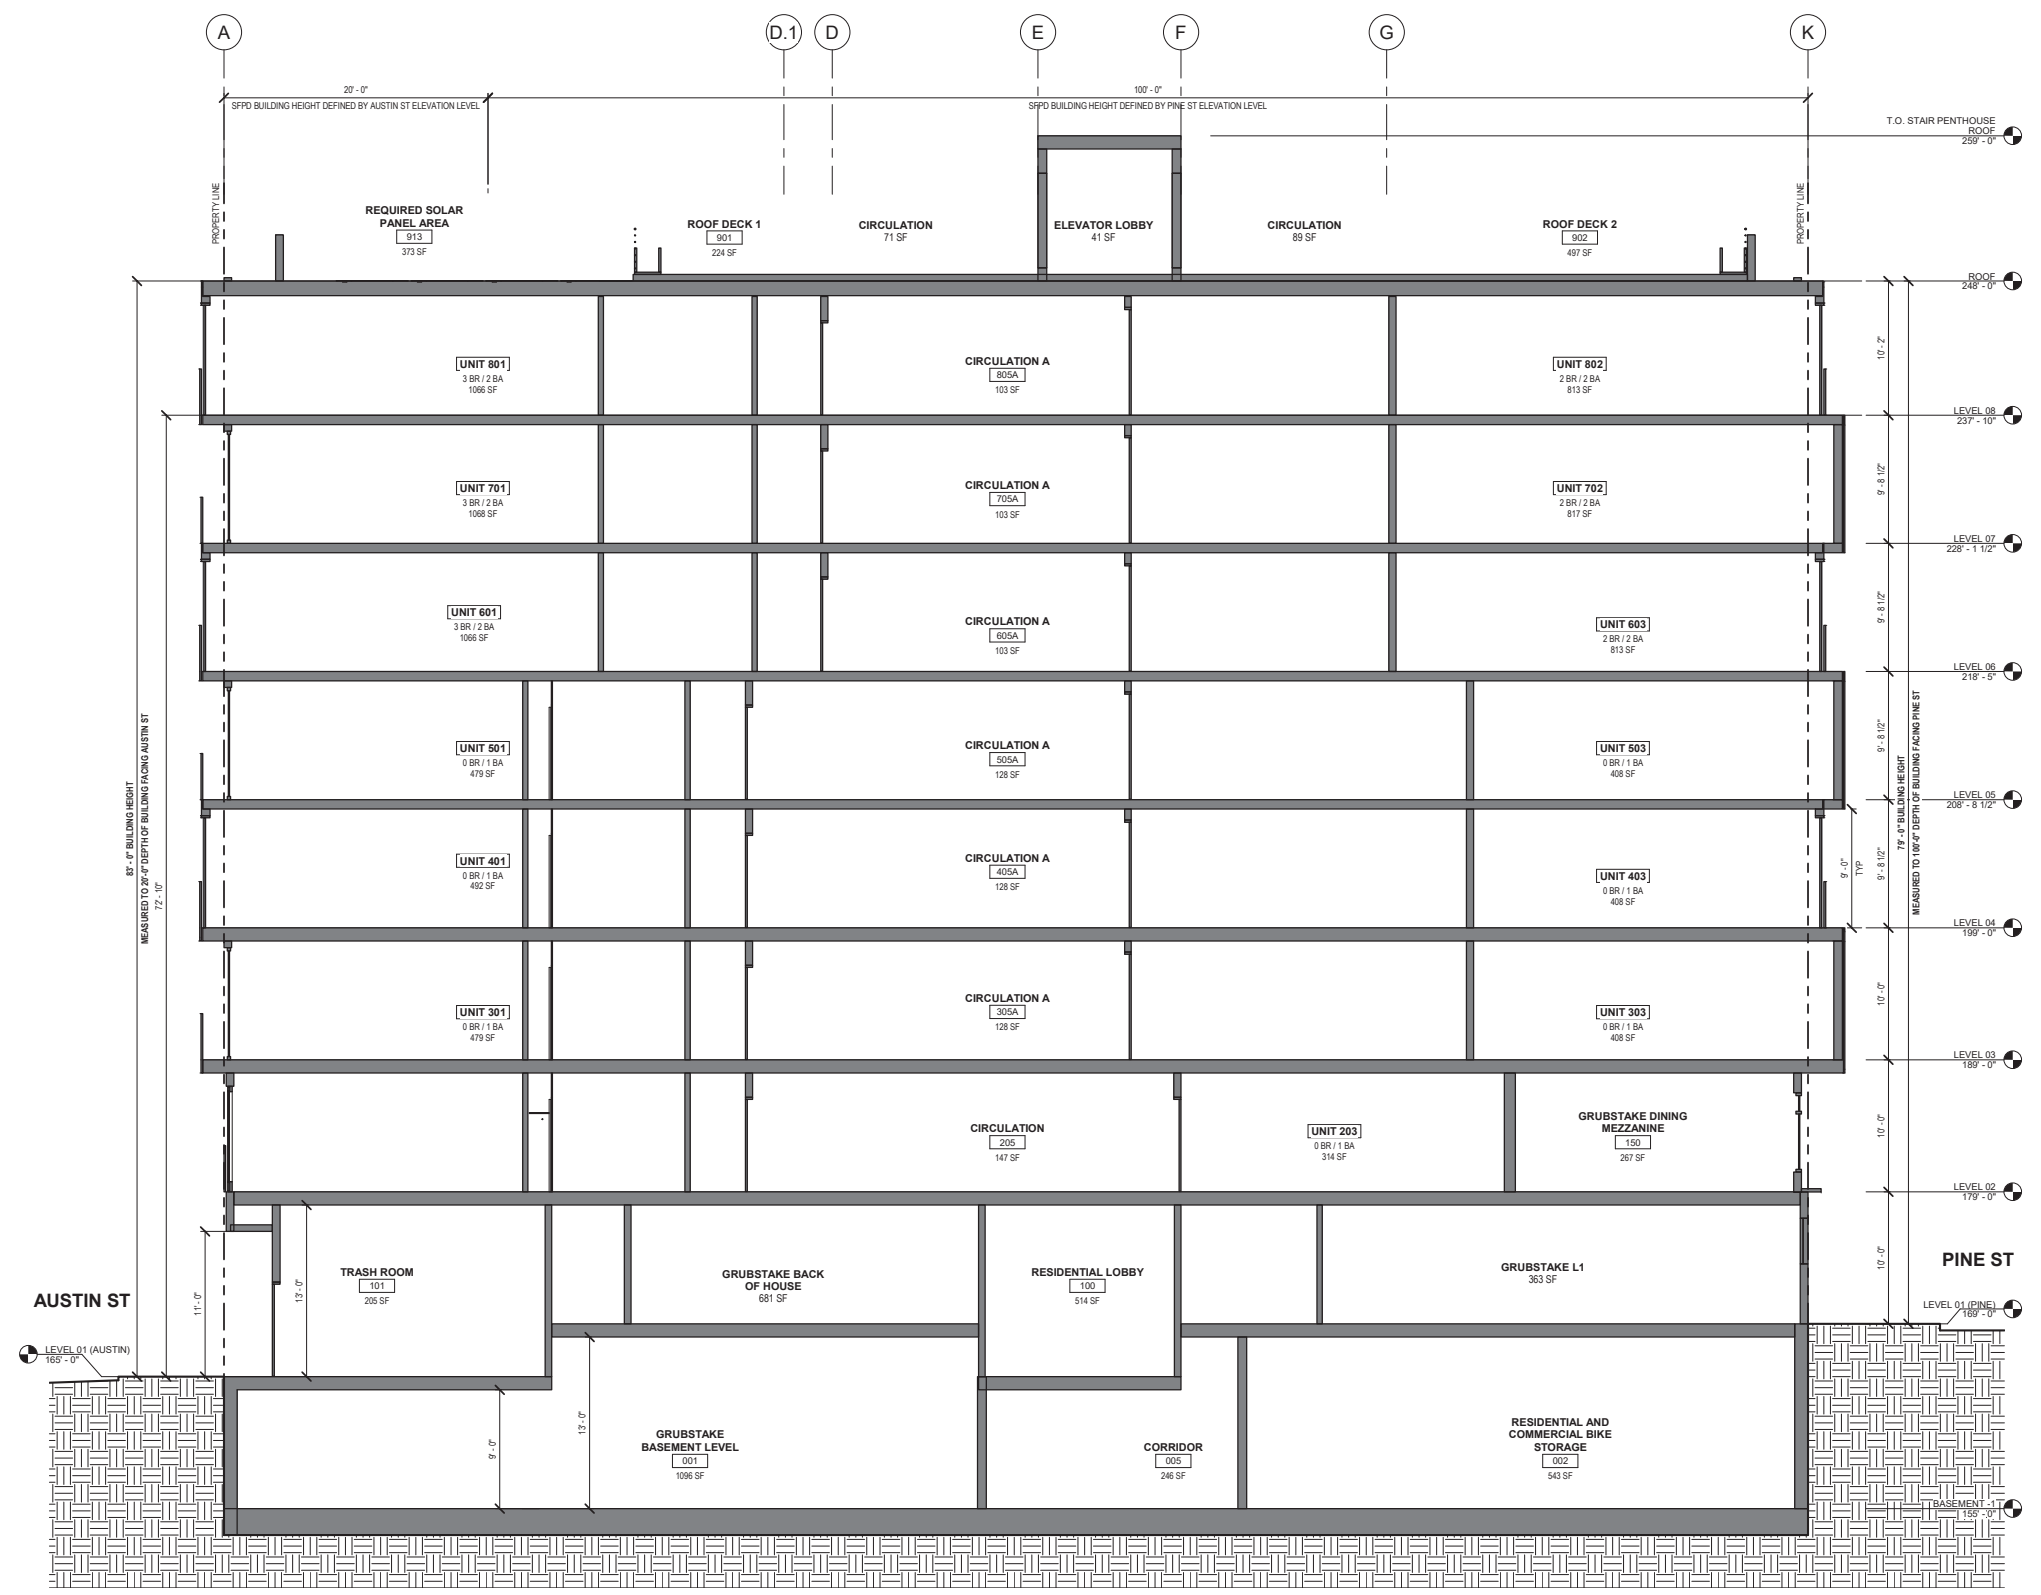 A
D.1
D
E
F
G
K
20' - 0"
SFPD BUILDING HEIGHT DEFINED BY AUSTIN ST ELEVATION LEVEL
100' - 0"
SFPD BUILDING HEIGHT DEFINED BY PINE ST ELEVATION LEVEL
T.O. STAIR PENTHOUSE
ROOF
259' - 0"
PROPERTY LINE
REQUIRED SOLAR
PANEL AREA
913
373 SF
ROOF DECK 1
901
224 SF
CIRCULATION
71 SF
ELEVATOR LOBBY
41 SF
CIRCULATION
89 SF
ROOF DECK 2
902
497 SF
PROPERTY LINE
ROOF
248' - 0"
UNIT 801
3 BR / 2 BA
1066 SF
CIRCULATION A
805A
103 SF
UNIT 802
2 BR / 2 BA
813 SF
10' - 2"
LEVEL 08
237' - 10"
UNIT 701
3 BR / 2 BA
1068 SF
CIRCULATION A
705A
103 SF
UNIT 702
2 BR / 2 BA
817 SF
9' - 8 1/2"
LEVEL 07
228' - 1 1/2"
UNIT 601
3 BR / 2 BA
1066 SF
CIRCULATION A
605A
103 SF
UNIT 603
2 BR / 2 BA
813 SF
9' - 8 1/2"
LEVEL 06
218' - 5"
UNIT 501
0 BR / 1 BA
479 SF
CIRCULATION A
505A
128 SF
UNIT 503
0 BR / 1 BA
408 SF
9' - 8 1/2"
LEVEL 05
208' - 8 1/2"
83' - 0" BUILDING HEIGHT
MEASURED TO 20'-0" DEPTH OF BUILDING FACING AUSTIN ST
72' - 10"
UNIT 401
0 BR / 1 BA
492 SF
CIRCULATION A
405A
128 SF
UNIT 403
0 BR / 1 BA
408 SF
9' - 0"
TYP
9' - 8 1/2"
79' - 0" BUILDING HEIGHT
MEASURED TO 100'-0" DEPTH OF BUILDING FACING PINE ST
LEVEL 04
199' - 0"
UNIT 301
0 BR / 1 BA
479 SF
CIRCULATION A
305A
128 SF
UNIT 303
0 BR / 1 BA
408 SF
10' - 0"
LEVEL 03
189' - 0"
CIRCULATION
205
147 SF
UNIT 203
0 BR / 1 BA
314 SF
GRUBSTAKE DINING
MEZZANINE
150
267 SF
10' - 0"
LEVEL 02
179' - 0"
AUSTIN ST
11' - 0"
13' - 0"
TRASH ROOM
101
205 SF
GRUBSTAKE BACK
OF HOUSE
681 SF
RESIDENTIAL LOBBY
100
514 SF
GRUBSTAKE L1
363 SF
10' - 0"
PINE ST
LEVEL 01 (PINE)
169' - 0"
LEVEL 01 (AUSTIN)
165' - 0"
9' - 0"
13' - 0"
GRUBSTAKE
BASEMENT LEVEL
001
1096 SF
CORRIDOR
005
246 SF
RESIDENTIAL AND
COMMERCIAL BIKE
STORAGE
002
543 SF
BASEMENT -1
155' - 0"